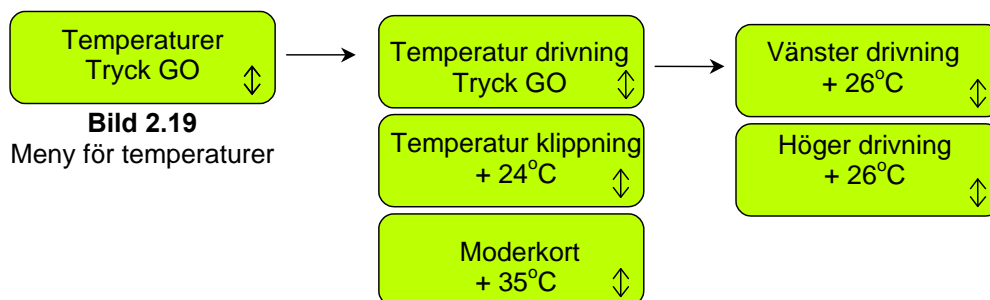 Temperaturer
Tryck GO
Bild 2.19
Meny för temperaturer
Temperatur drivning
Tryck GO
Temperatur klippning
+ 24°C
Moderkort
+ 35°C
Vänster drivning
+ 26°C
Höger drivning
+ 26°C